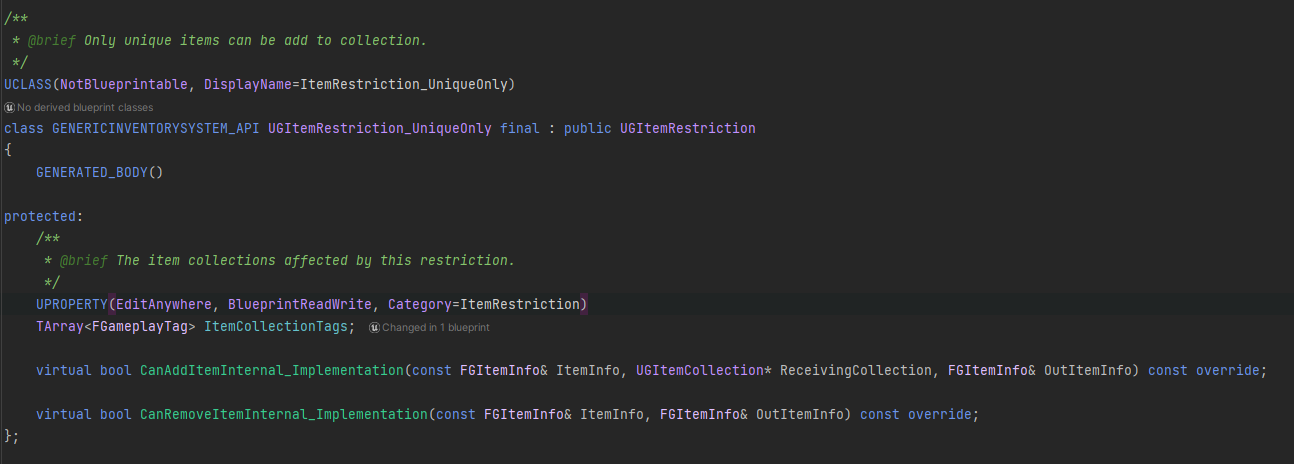 /**
 * @brief Only unique items can be add to collection.
 */
UCLASS(NotBlueprintable, DisplayName=ItemRestriction_UniqueOnly)
No derived blueprint classes
class GENERICINVENTORYSYSTEM_API UGItemRestriction_UniqueOnly final : public UGItemRestriction
{
    GENERATED_BODY()

protected:
    /**
     * @brief The item collections affected by this restriction.
     */
    UPROPERTY(EditAnywhere, BlueprintReadWrite, Category=ItemRestriction)
    TArray<FGameplayTag> ItemCollectionTags; Changed in 1 blueprint

    virtual bool CanAddItemInternal_Implementation(const FGItemInfo& ItemInfo, UGItemCollection* ReceivingCollection, FGItemInfo& OutItemInfo) const override;

    virtual bool CanRemoveItemInternal_Implementation(const FGItemInfo& ItemInfo, FGItemInfo& OutItemInfo) const override;
};